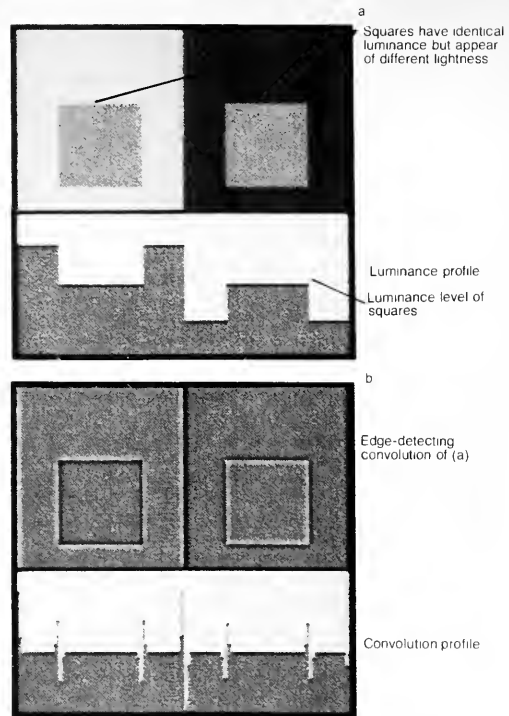 a
Squares have identical
luminance but appear
of different lightness
Luminance profile
Luminance level of
squares
b
Edge-detecting
convolution of (a)
Convolution profile